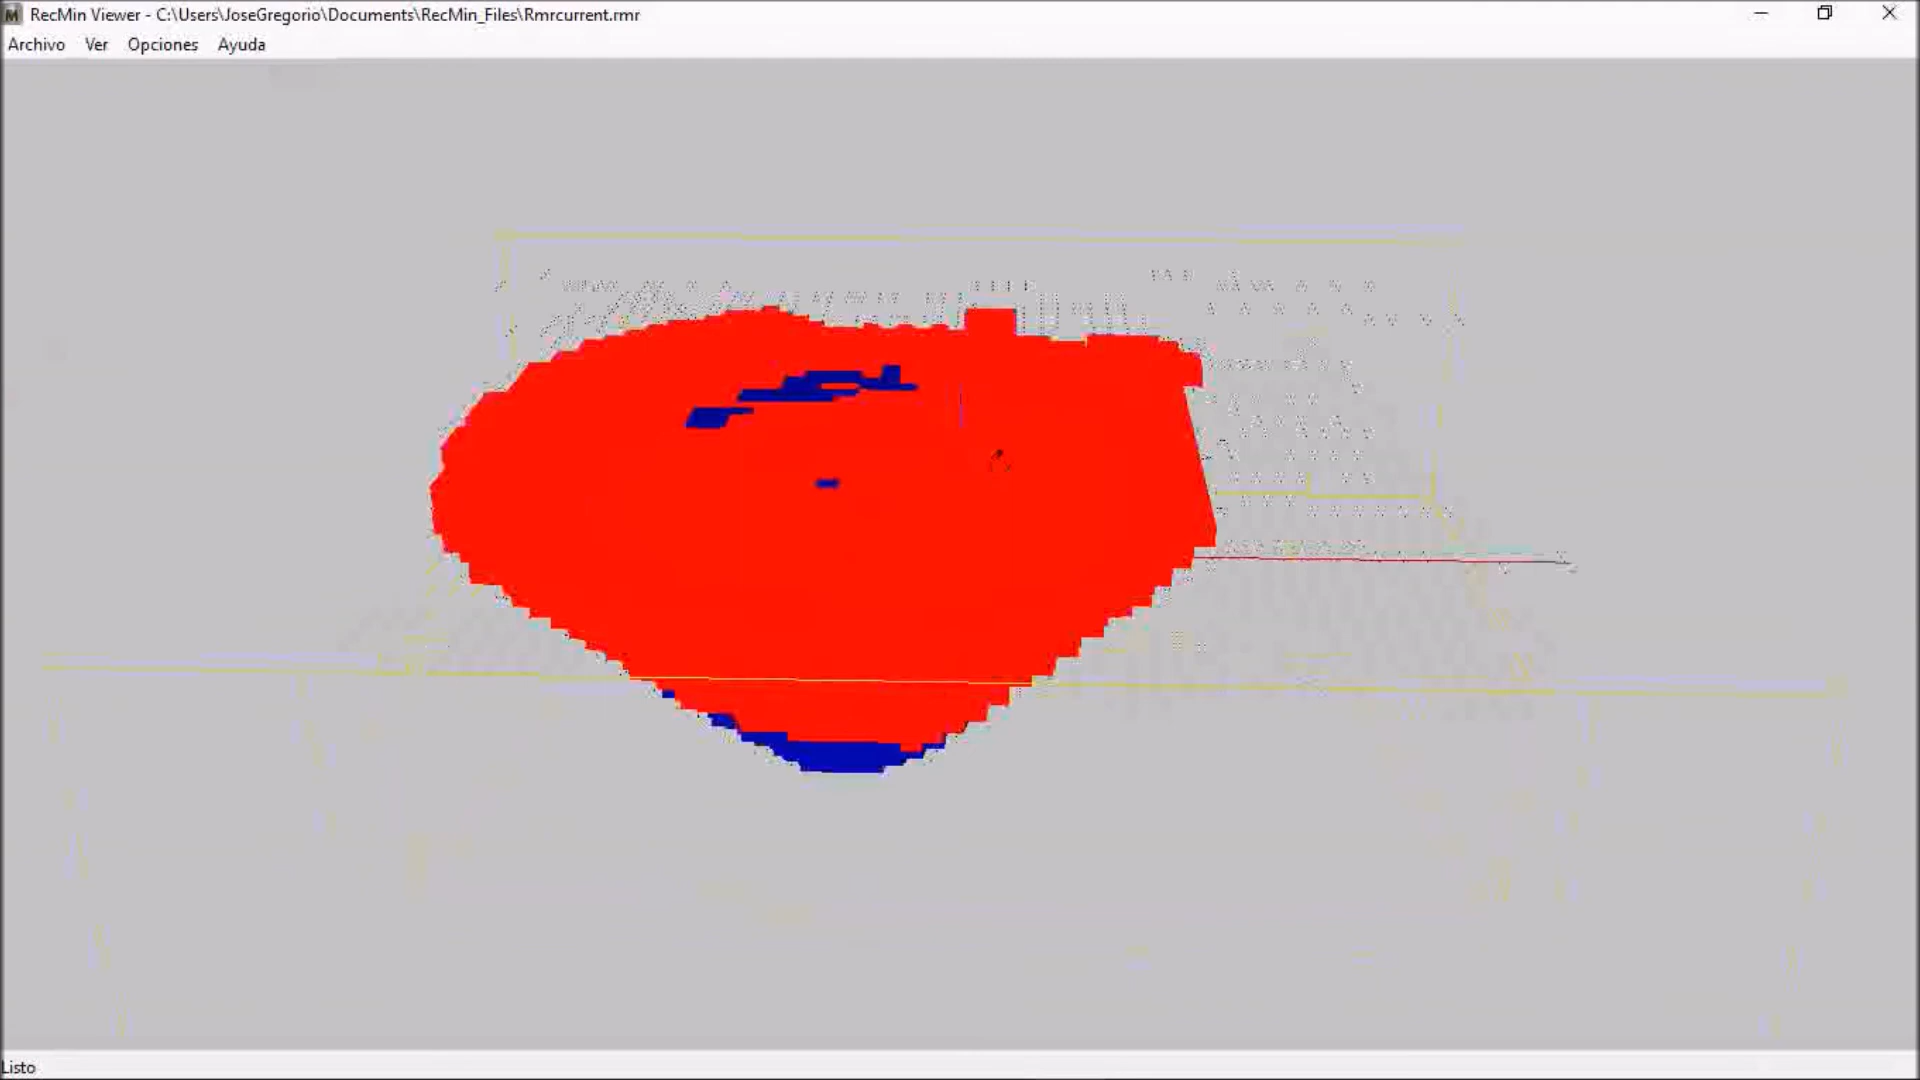 RecMin Viewer - C:\Users\JoseGregorio\Documents\RecMin_Files\Rmrcurrent.rmr
Archivo Ver Opciones Ayuda
Listo